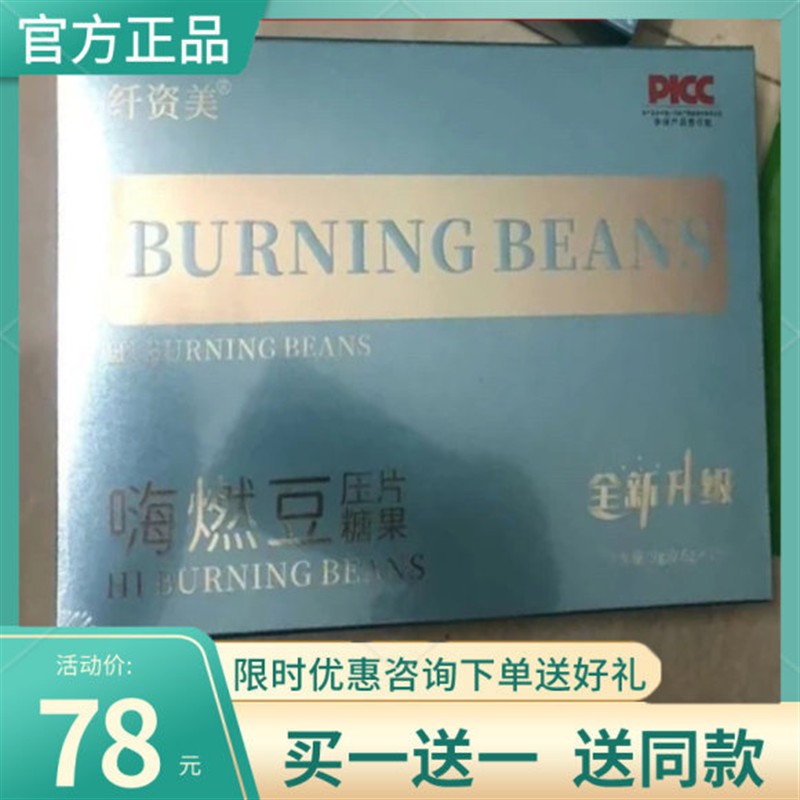 官方正品
纤资美®
PICC
BURNING BEANS
BURNING BEANS
嗨燃豆
压片
糖果
HI BURNING BEANS
全新升级
活动价:
78元
限时优惠咨询下单送好礼
买一送一 送同款